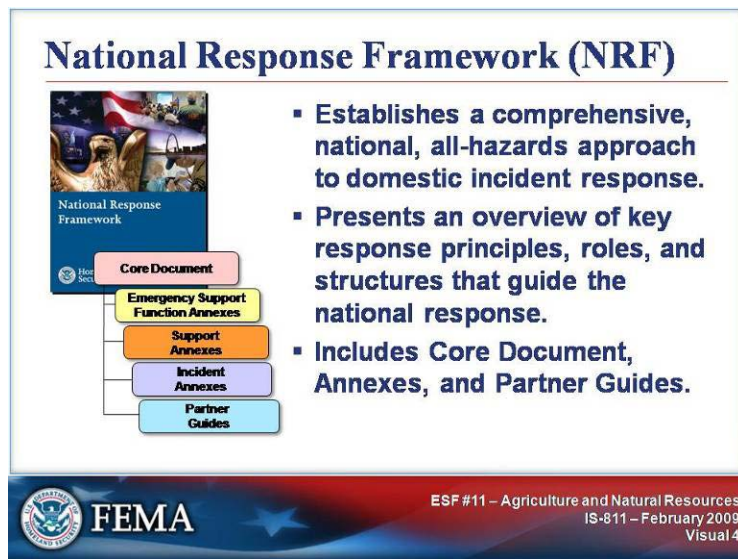 National Response Framework (NRF)
National Response
Framework
Core Document
Emergency Support
Function Annexes
Support
Annexes
Incident
Annexes
Partner
Guides
▪ Establishes a comprehensive,
national, all-hazards approach
to domestic incident response.
▪ Presents an overview of key
response principles, roles, and
structures that guide the
national response.
▪ Includes Core Document,
Annexes, and Partner Guides.
FEMA
ESF #11 – Agriculture and Natural Resources
IS-811 – February 2009
Visual 4